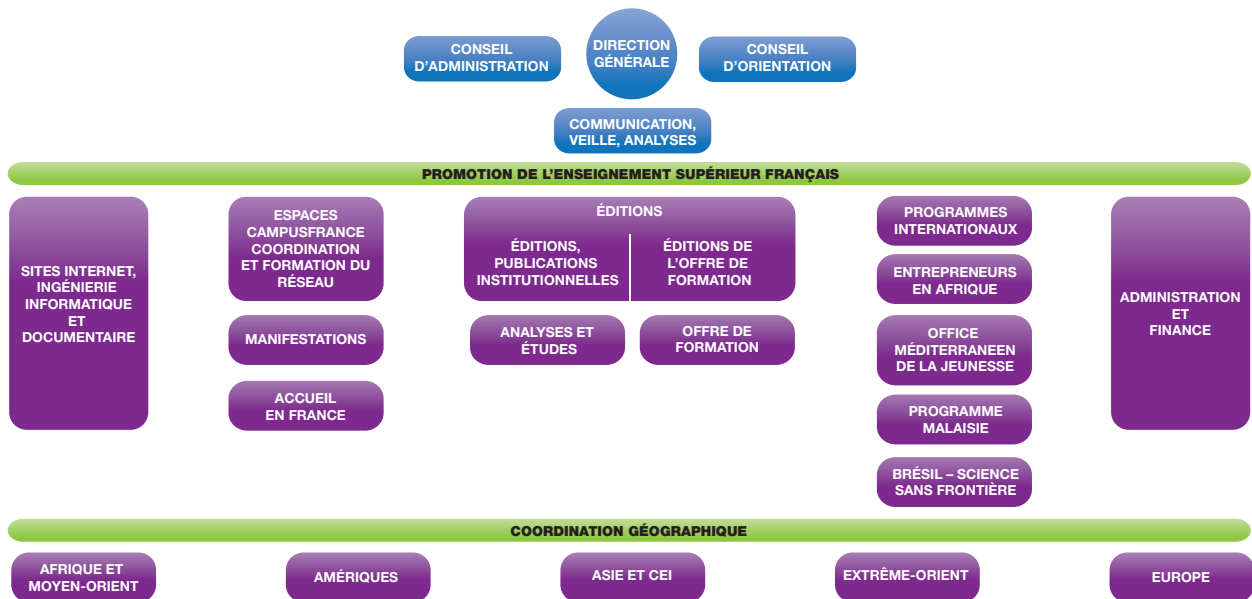 CONSEIL
D'ADMINISTRATION
DIRECTION
GÉNÉRALE
CONSEIL
D'ORIENTATION
COMMUNICATION,
VEILLE, ANALYSES
PROMOTION DE L'ENSEIGNEMENT SUPÉRIEUR FRANÇAIS
SITES INTERNET,
INGÉNIERIE
INFORMATIQUE
ET
DOCUMENTAIRE
ESPACES
CAMPUSFRANCE
COORDINATION
ET FORMATION DU
RÉSEAU
MANIFESTATIONS
ACCUEIL
EN FRANCE
ÉDITIONS
ÉDITIONS,
PUBLICATIONS
INSTITUTIONNELLES
ÉDITIONS DE
L'OFFRE DE
FORMATION
ANALYSES ET
ÉTUDES
OFFRE DE
FORMATION
PROGRAMMES
INTERNATIONAUX
ENTREPRENEURS
EN AFRIQUE
OFFICE
MÉDITERRANEEN
DE LA JEUNESSE
PROGRAMME
MALAISIE
BRÉSIL – SCIENCE
SANS FRONTIÈRE
ADMINISTRATION
ET
FINANCE
COORDINATION GÉOGRAPHIQUE
AFRIQUE ET
MOYEN-ORIENT
AMÉRIQUES
ASIE ET CEI
EXTRÊME-ORIENT
EUROPE